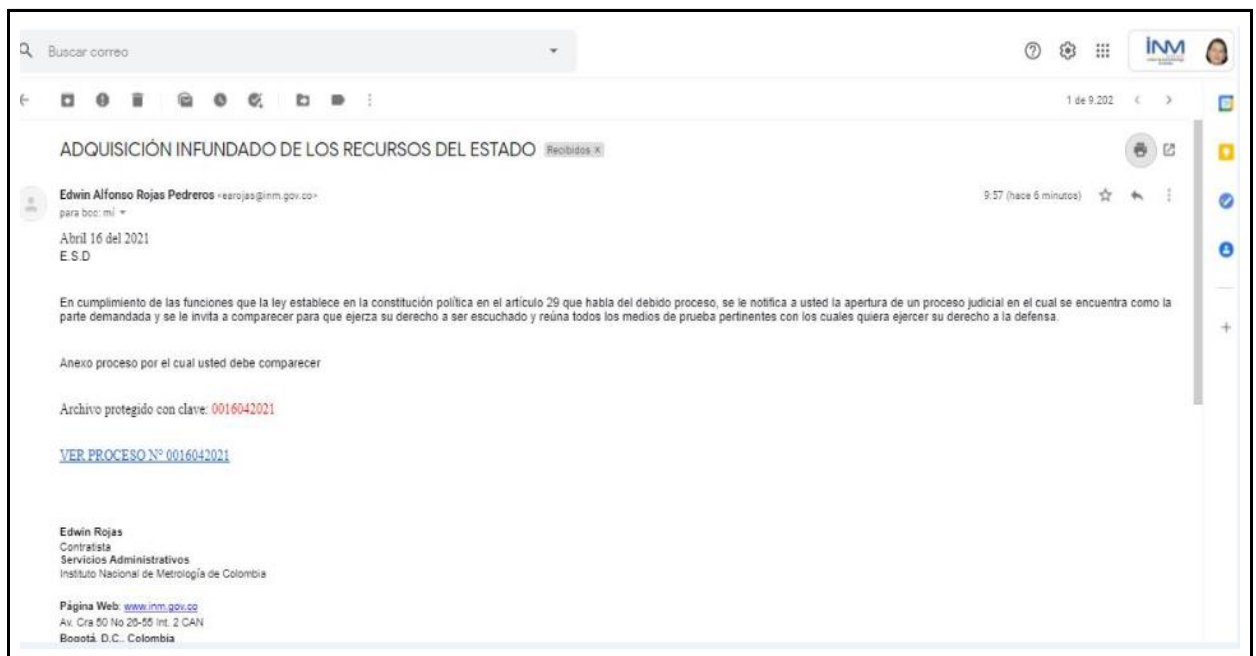 Buscar correo
INM
1 de 9.202
ADQUISICIÓN INFUNDADO DE LOS RECURSOS DEL ESTADO Recibidos x
Edwin Alfonso Rojas Pedreros <earojas@inm.gov.co>
9:57 (hace 6 minutos)
para bcc: mí
Abril 16 del 2021
E.S.D
En cumplimiento de las funciones que la ley establece en la constitución política en el artículo 29 que habla del debido proceso, se le notifica a usted la apertura de un proceso judicial en el cual se encuentra como la
parte demandada y se le invita a comparecer para que ejerza su derecho a ser escuchado y reúna todos los medios de prueba pertinentes con los cuales quiera ejercer su derecho a la defensa.
Anexo proceso por el cual usted debe comparecer
Archivo protegido con clave: 0016042021
VER PROCESO N° 0016042021
Edwin Rojas
Contratista
Servicios Administrativos
Instituto Nacional de Metrología de Colombia
Página Web: www.inm.gov.co
Av. Cra 50 No 26-55 Int. 2 CAN
Bogotá, D.C., Colombia